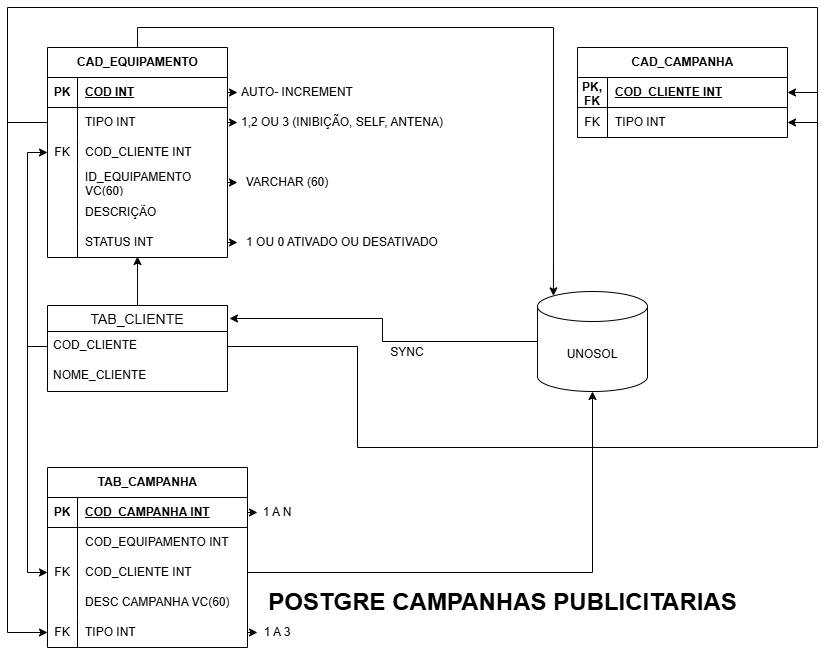 CAD_EQUIPAMENTO
PK COD INT AUTO- INCREMENT
TIPO INT 1,2 OU 3 (INIBIÇÃO, SELF, ANTENA)
FK COD_CLIENTE INT
ID_EQUIPAMENTO
VC(60)
VARCHAR (60)
DESCRIÇÃO
STATUS INT 1 OU 0 ATIVADO OU DESATIVADO
CAD_CAMPANHA
PK,
FK
COD_CLIENTE INT
FK TIPO INT
TAB_CLIENTE
COD_CLIENTE
NOME_CLIENTE
SYNC
UNOSOL
TAB_CAMPANHA
PK COD_CAMPANHA INT 1 A N
COD_EQUIPAMENTO INT
FK COD_CLIENTE INT
DESC CAMPANHA VC(60)
FK TIPO INT 1 A 3
POSTGRE CAMPANHAS PUBLICITARIAS